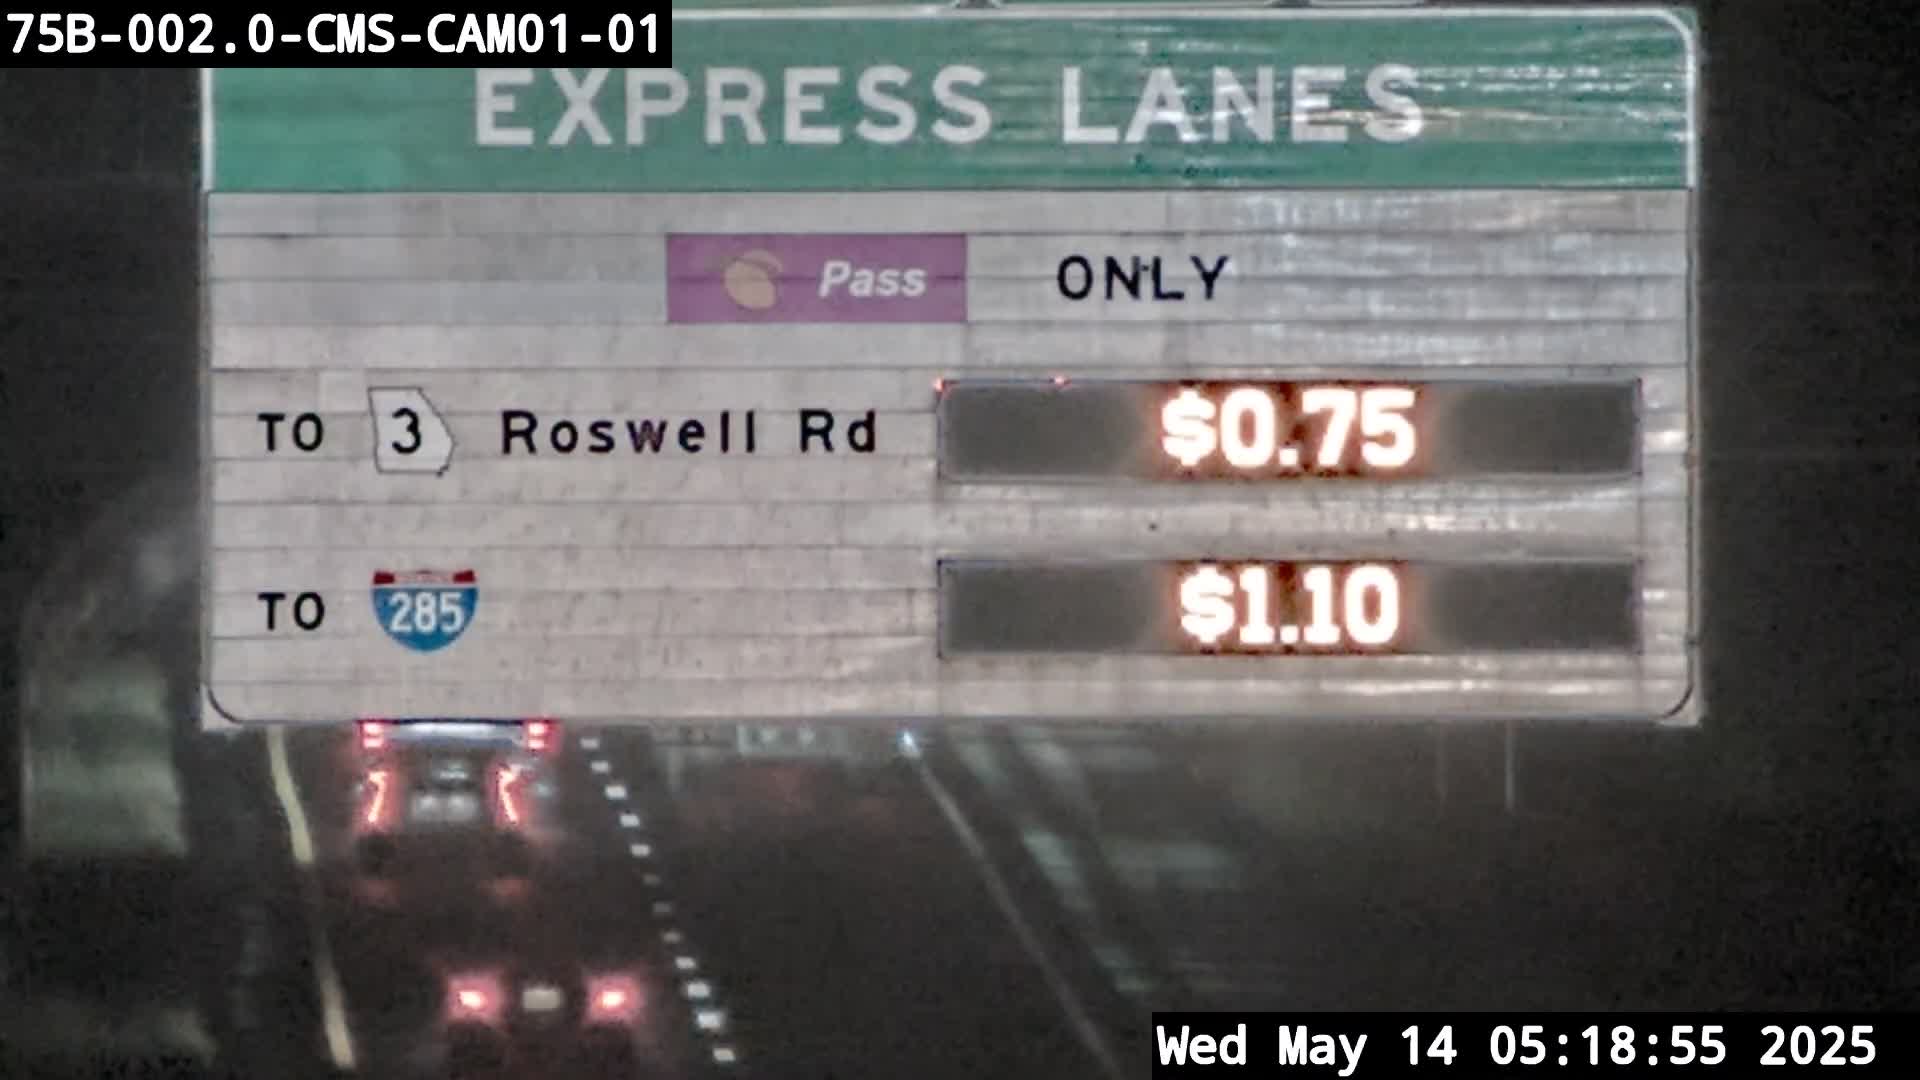 75B-002.0-CMS-CAM01-01
EXPRESS LANES
Pass ONLY
TO 3 Roswell Rd $0.75
TO 285 $1.10
Wed May 14 05:18:55 2025